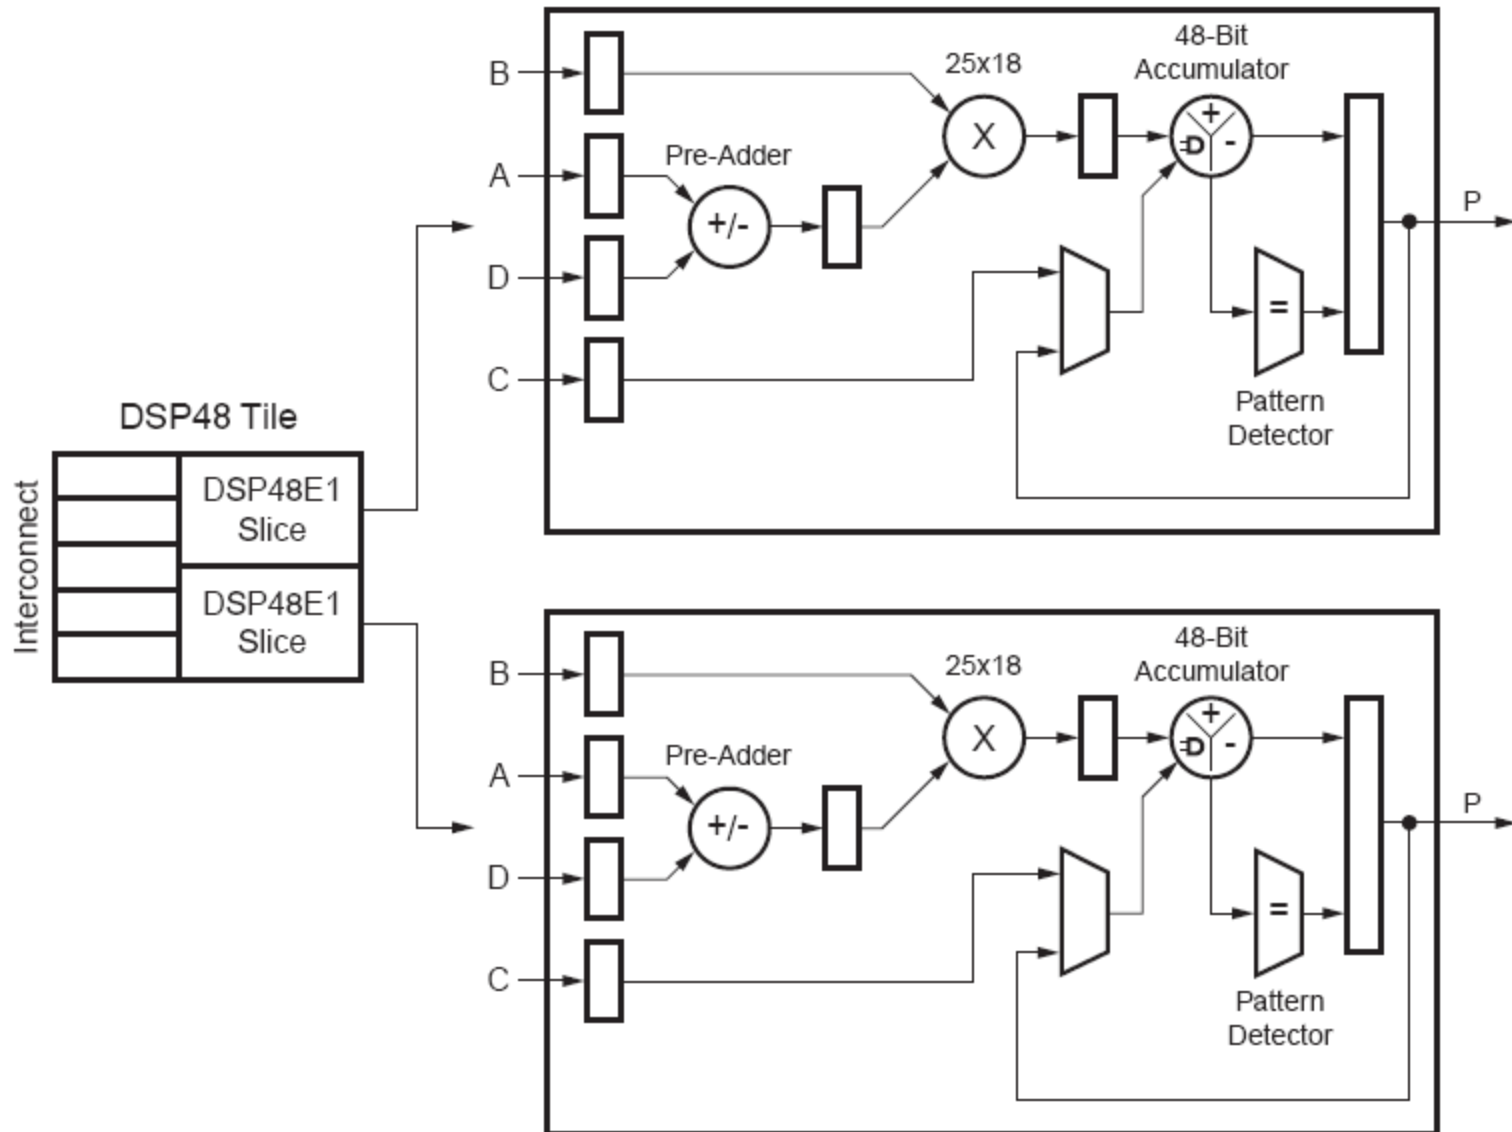 DSP48 Tile
Interconnect
DSP48E1
Slice
DSP48E1
Slice
B
A
D
C
Pre-Adder
+/-
25x18
X
48-Bit
Accumulator
+
-
D
=
Pattern
Detector
P
B
A
D
C
Pre-Adder
+/-
25x18
X
48-Bit
Accumulator
+
-
D
=
Pattern
Detector
P